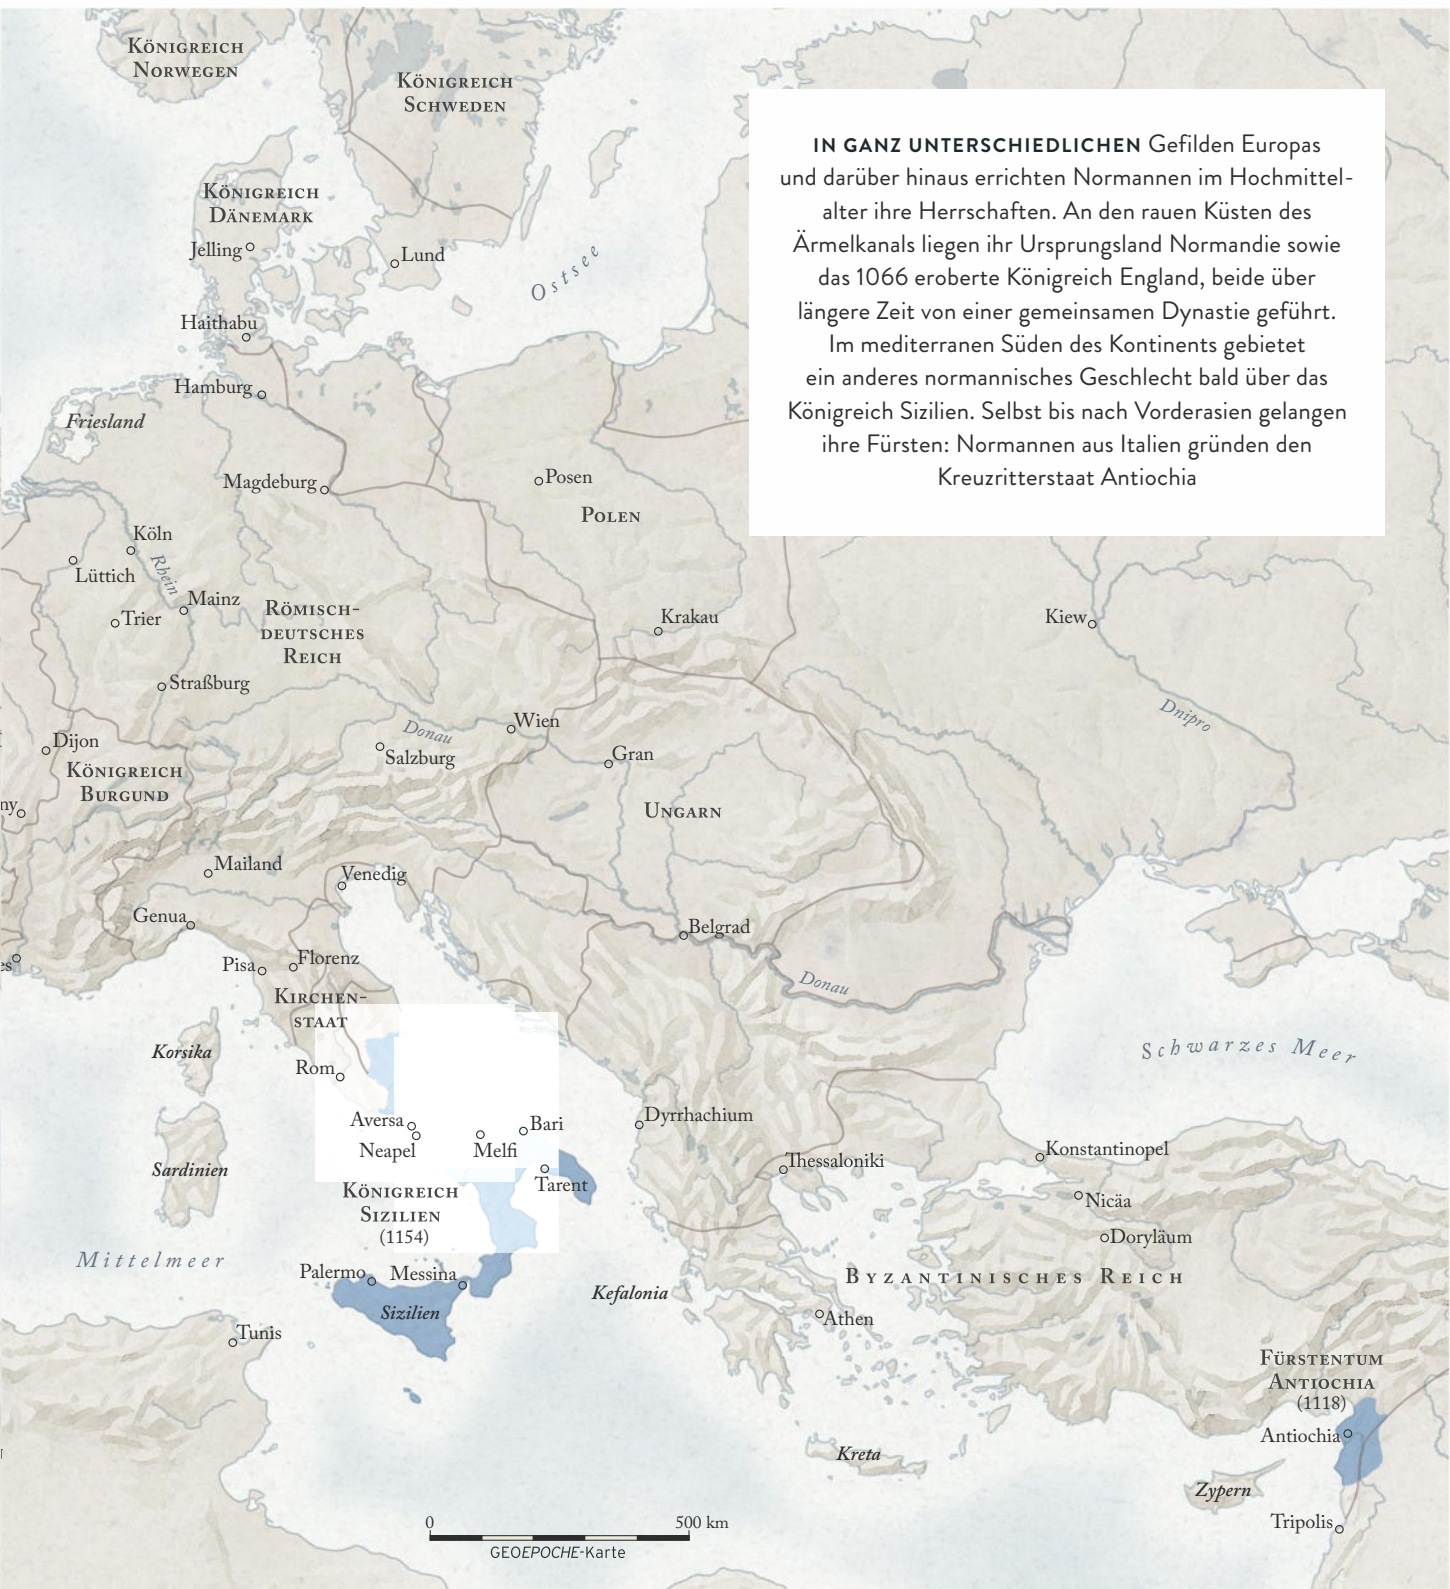 KÖNIGREICH
NORWEGEN
KÖNIGREICH
SCHWEDEN
IN GANZ UNTERSCHIEDLICHEN Gefilden Europas
und darüber hinaus errichten Normannen im Hochmittel-
alter ihre Herrschaften. An den rauen Küsten des
Ärmelkanals liegen ihr Ursprungsland Normandie sowie
das 1066 eroberte Königreich England, beide über
längere Zeit von einer gemeinsamen Dynastie geführt.
Im mediterranen Süden des Kontinents gebietet
ein anderes normannisches Geschlecht bald über das
Königreich Sizilien. Selbst bis nach Vorderasien gelangen
ihre Fürsten: Normannen aus Italien gründen den
Kreuzritterstaat Antiochia
KÖNIGREICH
DÄNEMARK
Jelling
Lund
Ostsee
Haithabu
Hamburg
Friesland
Magdeburg
Posen
POLEN
Köln
Rhein
Lüttich
Mainz
Trier
RÖMISCH-
DEUTSCHES
REICH
Krakau
Kiew
Straßburg
Dnipro
Wien
Donau
Dijon
Salzburg
Gran
KÖNIGREICH
BURGUND
ny
UNGARN
Mailand
Venedig
Genua
Belgrad
es
Pisa
Florenz
Donau
KIRCHEN-
STAAT
Korsika
Rom
Schwarzes Meer
Aversa
Neapel
Melfi
Bari
Dyrrhachium
Konstantinopel
Thessaloniki
Sardinien
Tarent
Nicäa
KÖNIGREICH
SIZILIEN
(1154)
Doryläum
Mittelmeer
Palermo
Messina
BYZANTINISCHES REICH
Kefalonia
Sizilien
Athen
Tunis
FÜRSTENTUM
ANTIOCHIA
(1118)
Antiochia
Kreta
Zypern
Tripolis
0
500 km
GEOEPOCHE-Karte